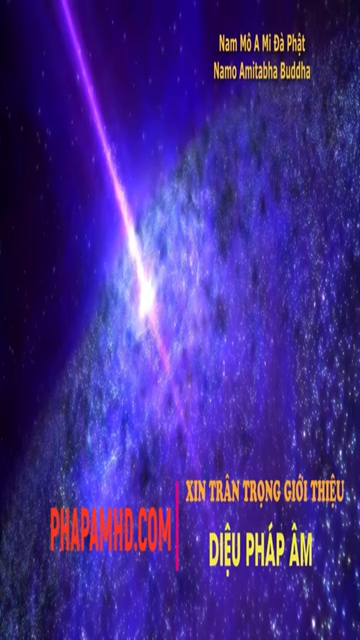 Nam Mô A Mi Đà Phật
Namo Amitabha Buddha
XIN TRÂN TRỌNG GIỚI THIỆU
PHAPAMHD.COM
DIỆU PHÁP ÂM